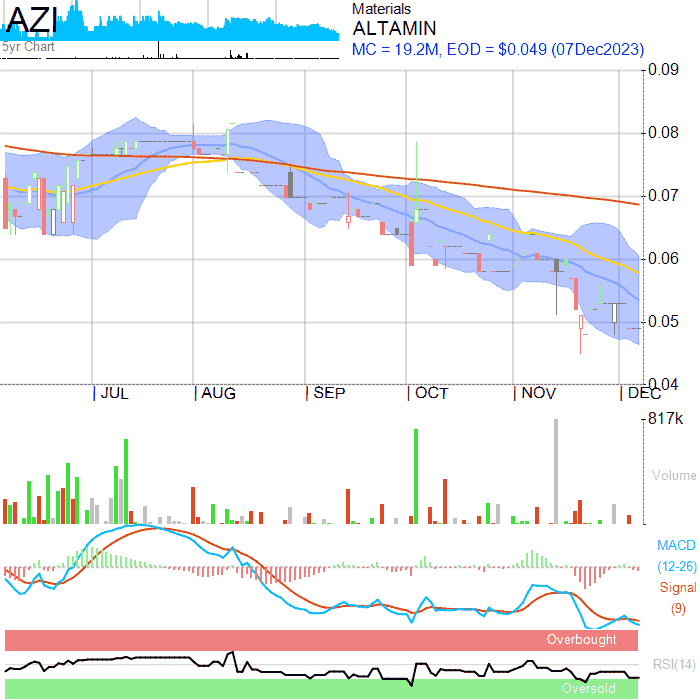 AZI
5yr Chart
Materials
ALTAMIN
MC = 19.2M, EOD = $0.049 (07Dec2023)
0.09
0.08
0.07
0.06
0.05
0.04
JUL AUG SEP OCT NOV DEC
817k
Volume
MACD
(12-26)
Signal
(9)
Overbought
RSI(14)
Oversold